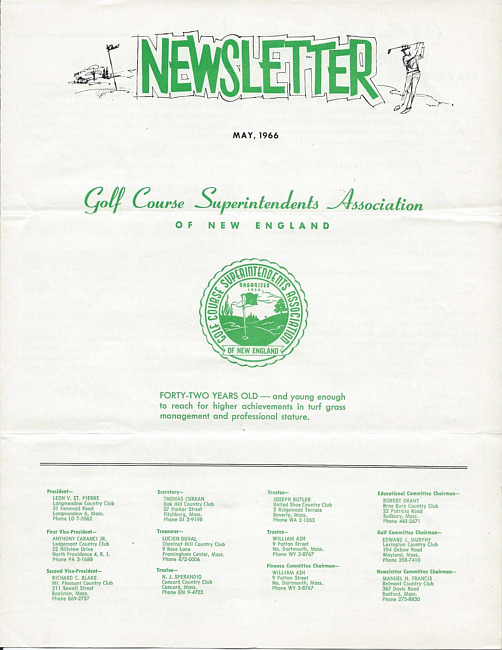 NEWSLETTER
MAY, 1966
Golf Course Superintendents Association
OF NEW ENGLAND
GOLF COURSE SUPERINTENDENTS ASSOCIATION
ORGANIZED
1924
OF NEW ENGLAND
FORTY-TWO YEARS OLD — and young enough
to reach for higher achievements in turf grass
management and professional stature.
President—
LEON V. ST. PIERRE
Longmeadow Country Club
51 Fernwood Road
Longmeadow 6, Mass.
Phone LO 7-5562
First Vice-President—
ANTHONY CARANCI JR.
Ledgemont Country Club
22 Hillview Drive
North Providence 4, R. I.
Phone PA 3-1688
Second Vice-President—
RICHARD C. BLAKE
Mt. Pleasant Country Club
211 Sewall Street
Boylston, Mass.
Phone 869-2737
Secretary—
THOMAS CURRAN
Oak Hill Country Club
37 Parker Street
Fitchburg, Mass.
Phone DI 2-9198
Treasurer—
LUCIEN DUVAL
Chestnut Hill Country Club
9 Rose Lane
Framingham Center, Mass.
Phone 872-0006
Trustee—
N. J. SPERANDIO
Concord Country Club
Concord, Mass.
Phone EM 9-4723
Trustee—
JOSEPH BUTLER
United Shoe Country Club
3 Ridgewood Terrace
Beverly, Mass.
Phone WA 2-1263
Trustee—
WILLIAM ASH
9 Patton Street
No. Dartmouth, Mass.
Phone WY 3-8767
Finance Committee Chairman—
WILLIAM ASH
9 Patton Street
No. Dartmouth, Mass.
Phone WY 3-8767
Educational Committee Chairman—
ROBERT GRANT
Brae Burn Country Club
22 Patricia Road
Sudbury, Mass.
Phone 443-2671
Golf Committee Chairman—
EDWARD J. MURPHY
Lexington Country Club
194 Oxbow Road
Wayland, Mass.
Phone 358-7410
Newsletter Committee Chairman—
MANUEL N. FRANCIS
Belmont Country Club
387 Davis Road
Bedford, Mass.
Phone 275-8830